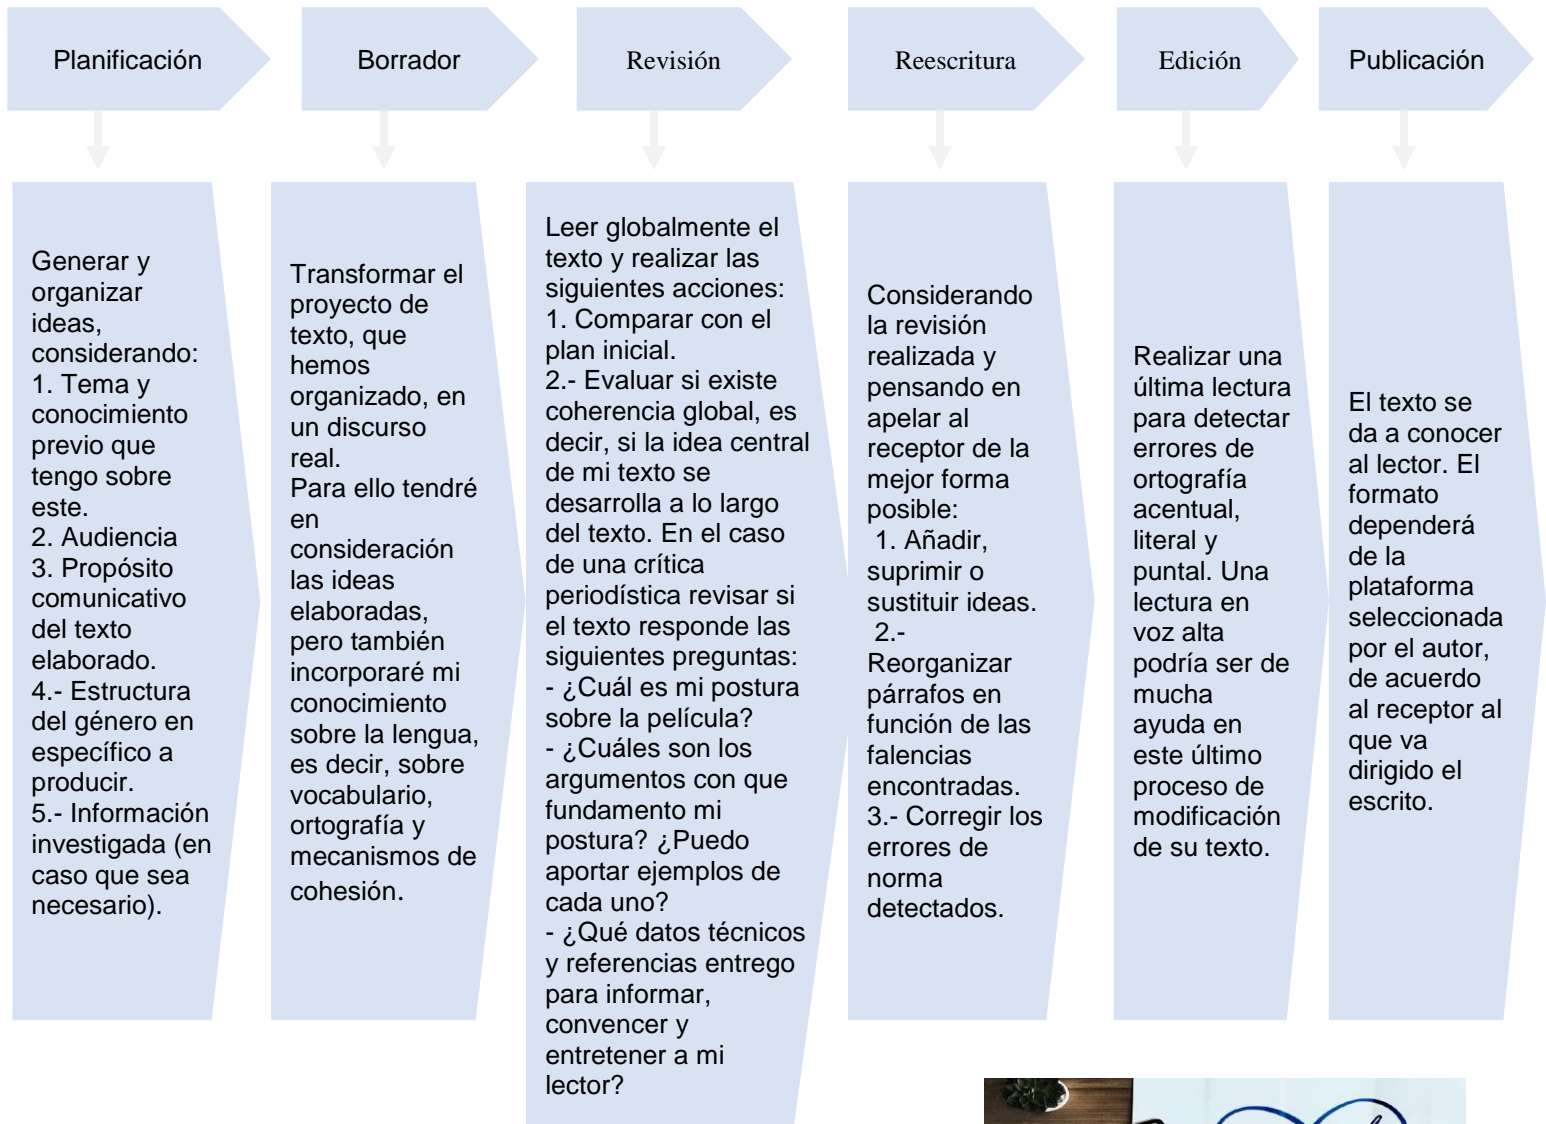 Planificación
Borrador
Revisión
Reescritura
Edición
Publicación
Generar y
organizar
ideas,
considerando:
1. Tema y
conocimiento
previo que
tengo sobre
este.
2. Audiencia
3. Propósito
comunicativo
del texto
elaborado.
4.- Estructura
del género en
específico a
producir.
5.- Información
investigada (en
caso que sea
necesario).
Transformar el
proyecto de
texto, que
hemos
organizado, en
un discurso
real.
Para ello tendré
en
consideración
las ideas
elaboradas,
pero también
incorporaré mi
conocimiento
sobre la lengua,
es decir, sobre
vocabulario,
ortografía y
mecanismos de
cohesión.
Leer globalmente el
texto y realizar las
siguientes acciones:
1. Comparar con el
plan inicial.
2.- Evaluar si existe
coherencia global, es
decir, si la idea central
de mi texto se
desarrolla a lo largo
del texto. En el caso
de una crítica
periodística revisar si
el texto responde las
siguientes preguntas:
- ¿Cuál es mi postura
sobre la película?
- ¿Cuáles son los
argumentos con que
fundamento mi
postura? ¿Puedo
aportar ejemplos de
cada uno?
- ¿Qué datos técnicos
y referencias entrego
para informar,
convencer y
entretener a mi
lector?
Considerando
la revisión
realizada y
pensando en
apelar al
receptor de la
mejor forma
posible:
1. Añadir,
suprimir o
sustituir ideas.
2.-
Reorganizar
párrafos en
función de las
falencias
encontradas.
3.- Corregir los
errores de
norma
detectados.
Realizar una
última lectura
para detectar
errores de
ortografía
acentual,
literal y
puntal. Una
lectura en
voz alta
podría ser de
mucha
ayuda en
este último
proceso de
modificación
de su texto.
El texto se
da a conocer
al lector. El
formato
dependerá
de la
plataforma
seleccionada
por el autor,
de acuerdo
al receptor al
que va
dirigido el
escrito.